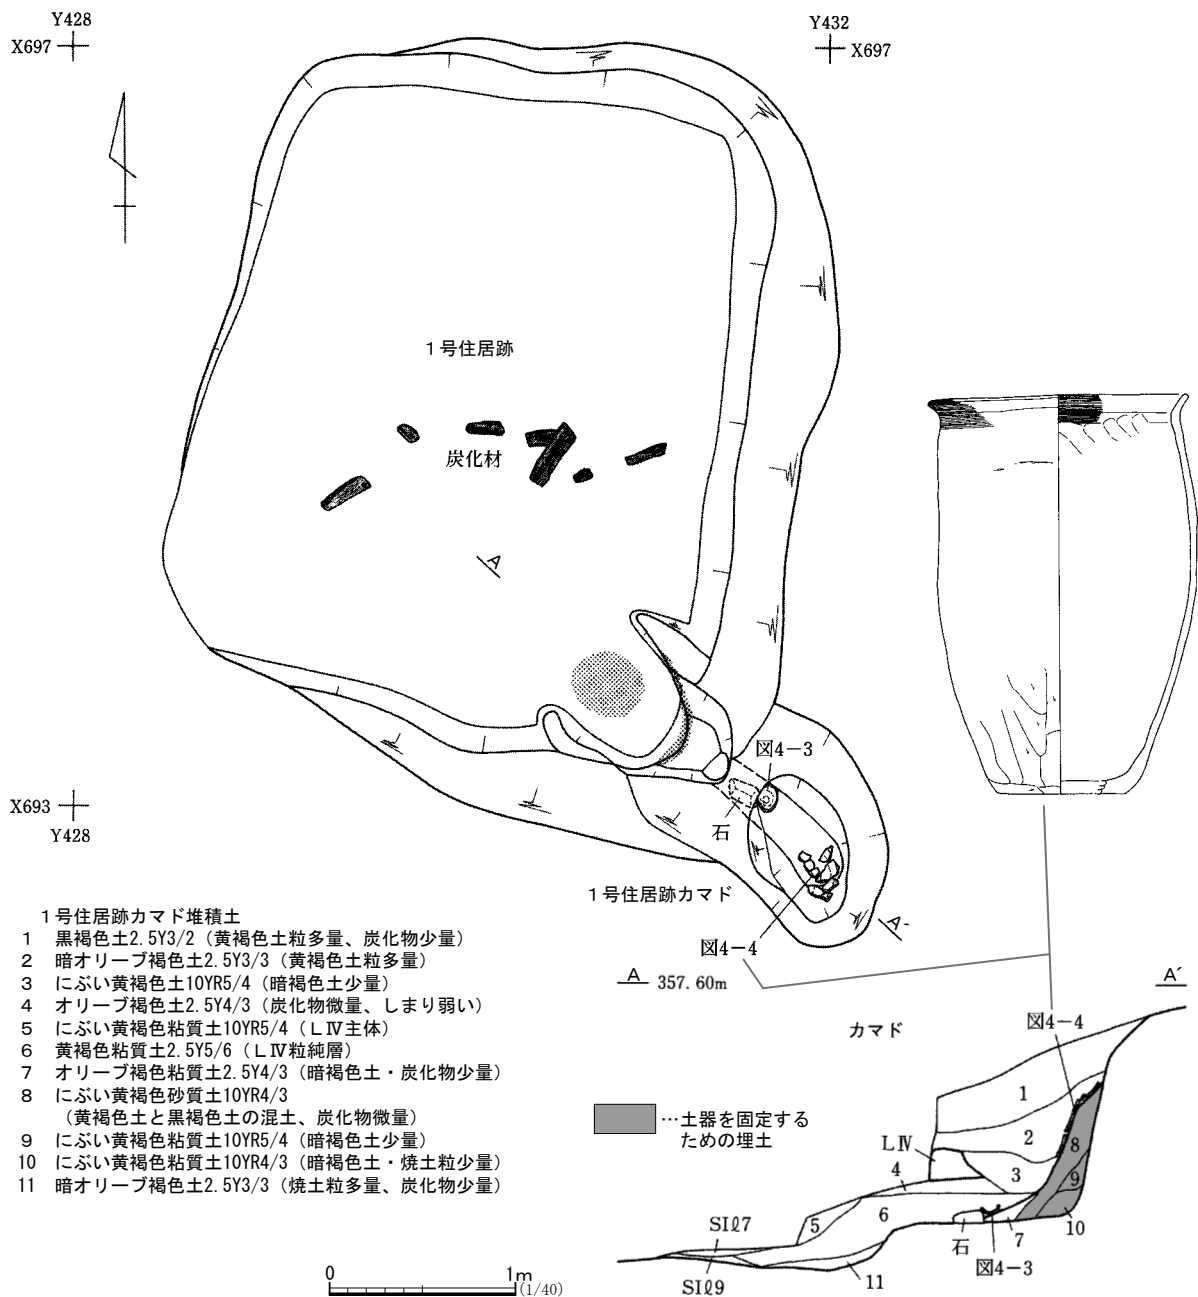 Y428
X697
Y432
X697
1号住居跡
炭化材
A
図4-3
石
X693
Y428
1号住居跡カマド
図4-4
A-
1号住居跡カマド堆積土
1 黒褐色土2.5Y3/2（黄褐色土粒多量、炭化物少量）
2 暗オリーブ褐色土2.5Y3/3（黄褐色土粒多量）
3 にぶい黄褐色土10YR5/4（暗褐色土少量）
4 オリーブ褐色土2.5Y4/3（炭化物微量、しまり弱い）
5 にぶい黄褐色粘質土10YR5/4（LⅣ主体）
6 黄褐色粘質土2.5Y5/6（LⅣ粒純層）
7 オリーブ褐色粘質土2.5Y4/3（暗褐色土・炭化物少量）
8 にぶい黄褐色砂質土10YR4/3
（黄褐色土と黒褐色土の混土、炭化物微量）
9 にぶい黄褐色粘質土10YR5/4（暗褐色土少量）
10 にぶい黄褐色粘質土10YR4/3（暗褐色土・焼土粒少量）
11 暗オリーブ褐色土2.5Y3/3（焼土粒多量、炭化物少量）
A 357.60m
A´
カマド
図4-4
…土器を固定する
ための埋土
1
2
LⅣ
8
4
3
9
6
5
10
SIℓ7
石
7
図4-3
SIℓ9
11
0 1m
(1/40)